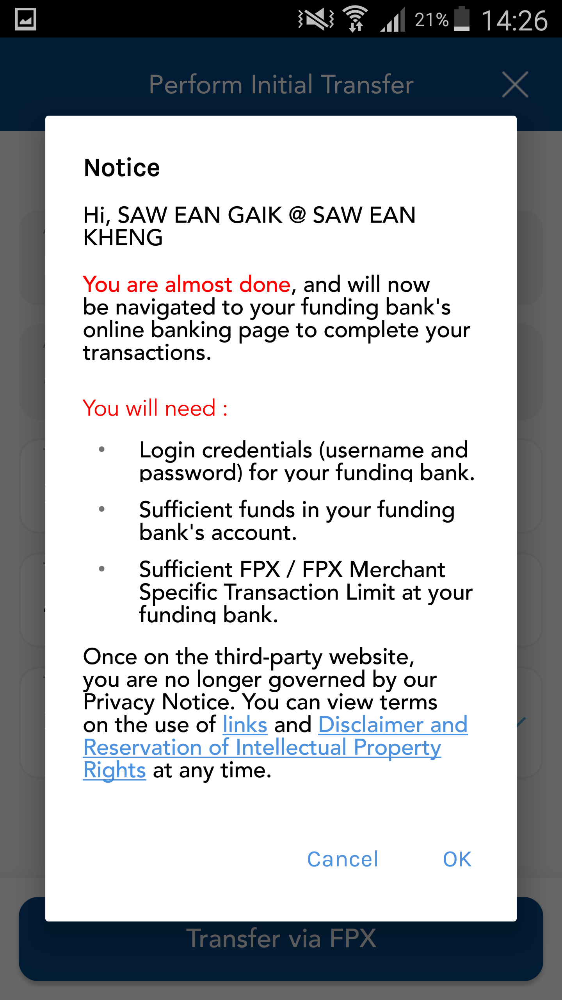 21% 14:26
Perform Initial Transfer
Notice
Hi, SAW EAN GAIK @ SAW EAN
KHENG
You are almost done, and will now
be navigated to your funding bank's
online banking page to complete your
transactions.
You will need :
• Login credentials (username and
password) for your funding bank.
• Sufficient funds in your funding
bank's account.
• Sufficient FPX / FPX Merchant
Specific Transaction Limit at your
funding bank.
Once on the third-party website,
you are no longer governed by our
Privacy Notice. You can view terms
on the use of links and Disclaimer and
Reservation of Intellectual Property
Rights at any time.
Cancel OK
Transfer via FPX